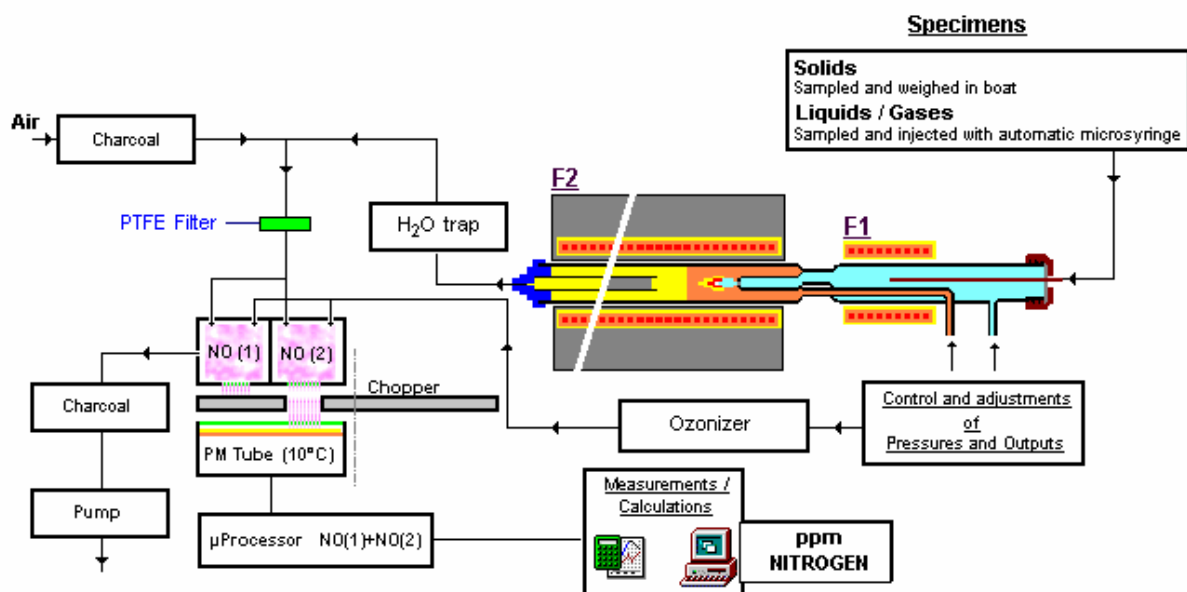 Specimens
Solids
Sampled and weighed in boat
Liquids / Gases
Sampled and injected with automatic microsyringe
Air
Charcoal
PTFE Filter
H₂O trap
F2
F1
NO (1)
NO (2)
Charcoal
Chopper
Ozonizer
Control and adjustments
of
Pressures and Outputs
PM Tube (10°C)
Pump
µProcessor NO(1)+NO(2)
Measurements /
Calculations
ppm
NITROGEN